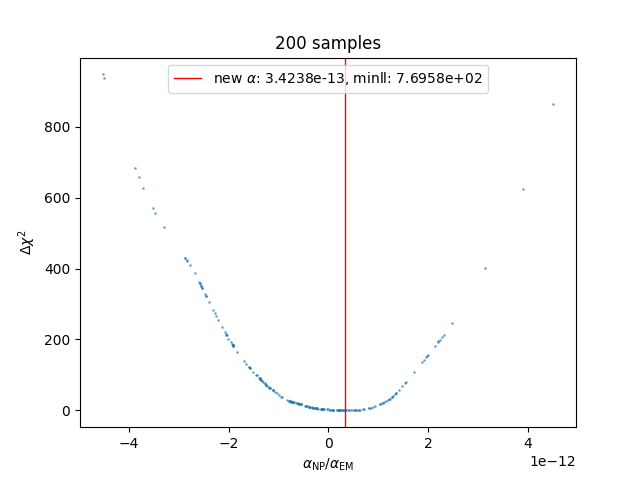 200 samples
new α: 3.4238e-13, minll: 7.6958e+02
Δχ²
800
600
400
200
0
−4
−2
0
2
4
1e−12
α_NP/α_EM